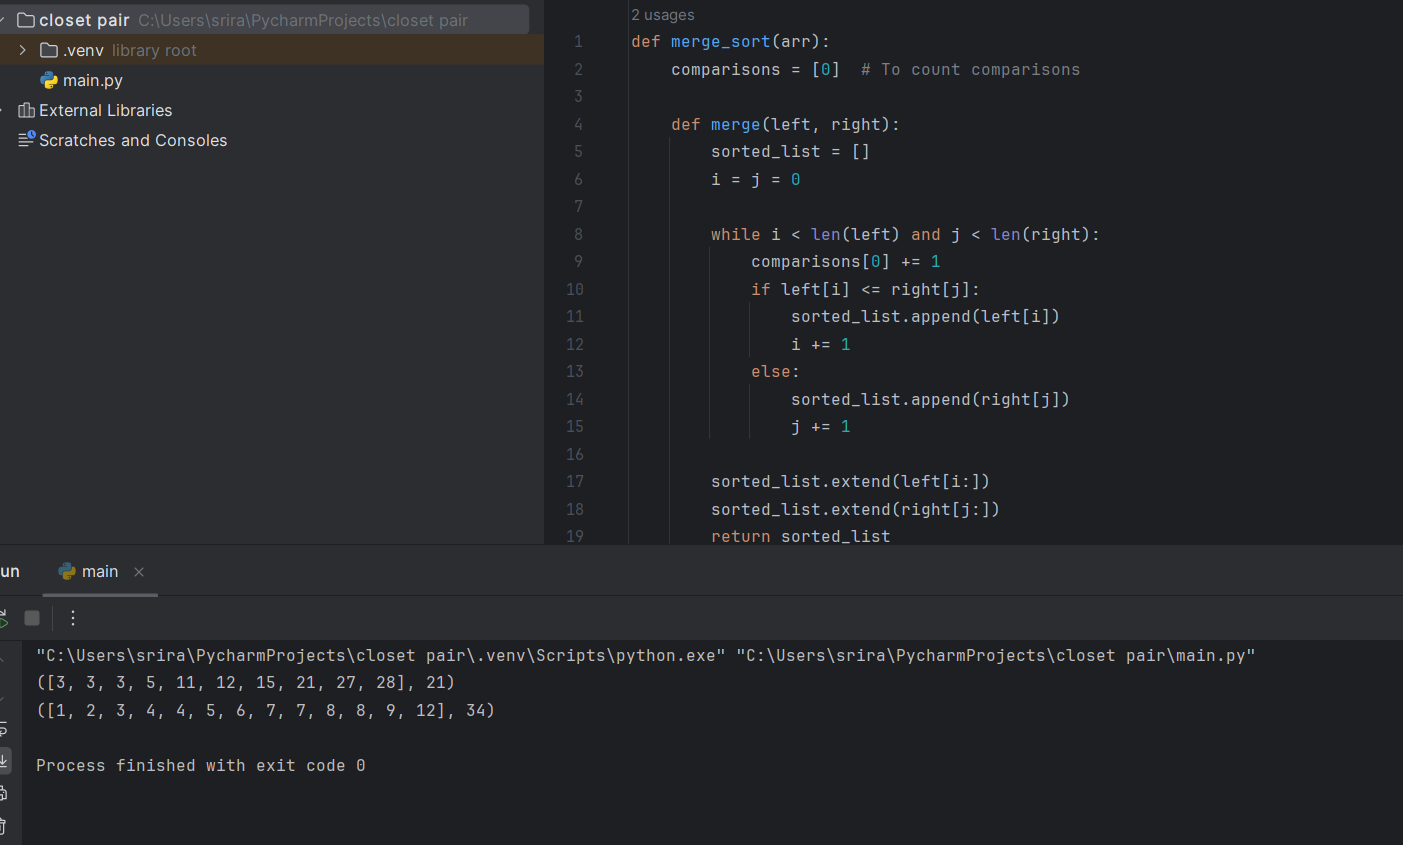 closet pair C:\Users\srira\PycharmProjects\closet pair
.venv library root
main.py
External Libraries
Scratches and Consoles
2 usages
1 def merge_sort(arr):
2     comparisons = [0]  # To count comparisons
3
4     def merge(left, right):
5         sorted_list = []
6         i = j = 0
7
8         while i < len(left) and j < len(right):
9             comparisons[0] += 1
10             if left[i] <= right[j]:
11                 sorted_list.append(left[i])
12                 i += 1
13             else:
14                 sorted_list.append(right[j])
15                 j += 1
16
17         sorted_list.extend(left[i:])
18         sorted_list.extend(right[j:])
19         return sorted_list
un main
"C:\Users\srira\PycharmProjects\closet pair\.venv\Scripts\python.exe" "C:\Users\srira\PycharmProjects\closet pair\main.py"
([3, 3, 3, 5, 11, 12, 15, 21, 27, 28], 21)
([1, 2, 3, 4, 4, 5, 6, 7, 7, 8, 8, 9, 12], 34)
Process finished with exit code 0